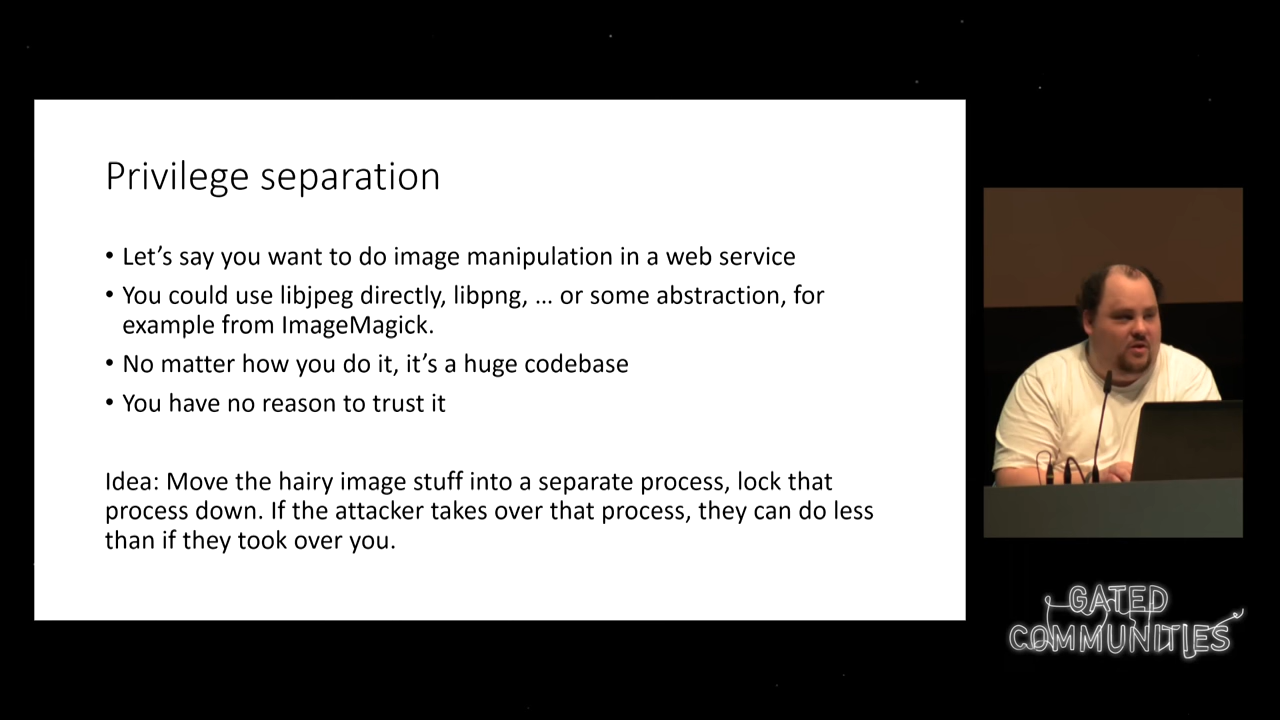 Privilege separation
• Let’s say you want to do image manipulation in a web service
• You could use libjpeg directly, libpng, … or some abstraction, for
example from ImageMagick.
• No matter how you do it, it’s a huge codebase
• You have no reason to trust it
Idea: Move the hairy image stuff into a separate process, lock that
process down. If the attacker takes over that process, they can do less
than if they took over you.
GATED
COMMUNITIES